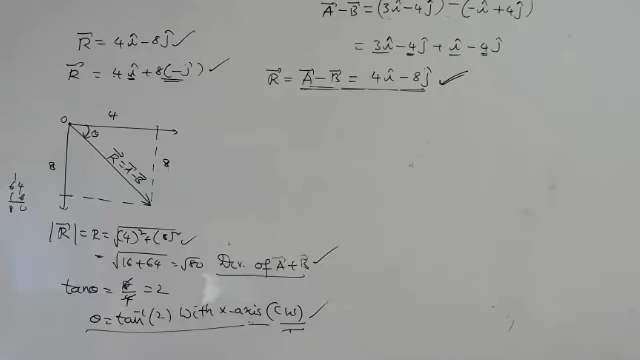 A⃗-B⃗ = (3î-4ĵ) - (-î+4ĵ)
= 3î-4ĵ+î-4ĵ
R⃗ = A⃗-B⃗ = 4î-8ĵ ✓
R⃗ = 4î-8ĵ ✓
R⃗ = 4î+8(-ĵ) ✓
O
4
θ
8
R⃗=A⃗-B⃗
8
1
64
16
80
|R⃗| = R = √(4)²+(8)² ✓
= √16+64 = √80
Dir. of A⃗+B⃗ ✓
tanθ = 8/4 = 2
θ = tan⁻¹(2) with x-axis (CW) ✓